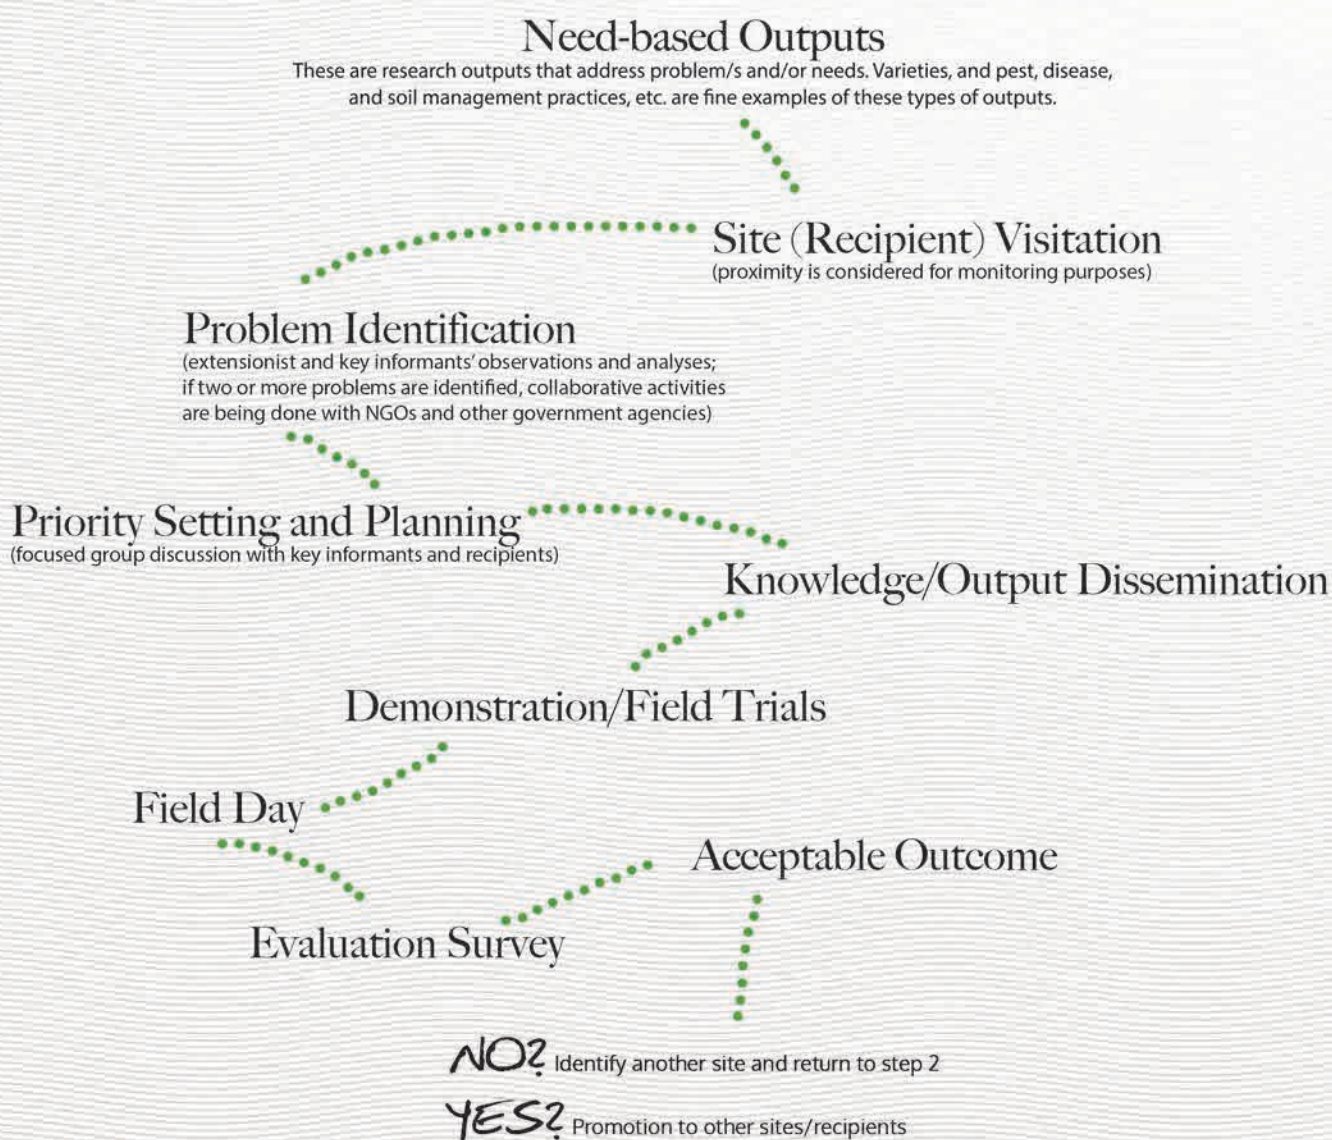 Need-based Outputs
These are research outputs that address problem/s and/or needs. Varieties, and pest, disease,
and soil management practices, etc. are fine examples of these types of outputs.
Site (Recipient) Visitation
(proximity is considered for monitoring purposes)
Problem Identification
(extensionist and key informants' observations and analyses;
if two or more problems are identified, collaborative activities
are being done with NGOs and other government agencies)
Priority Setting and Planning
(focused group discussion with key informants and recipients)
Knowledge/Output Dissemination
Demonstration/Field Trials
Field Day
Evaluation Survey
Acceptable Outcome
NO? Identify another site and return to step 2
YES? Promotion to other sites/recipients